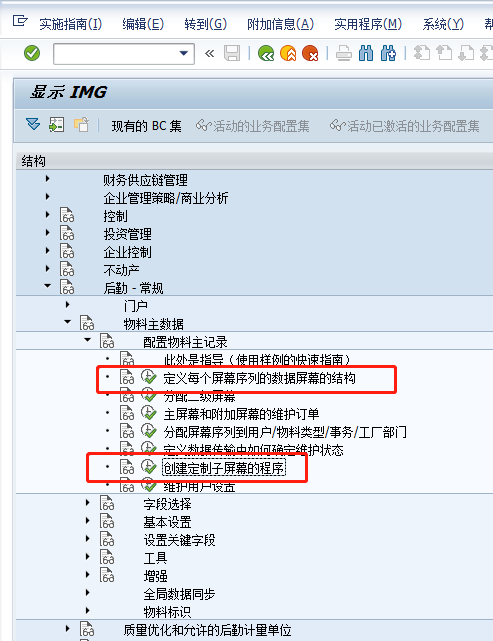 实施指南(I) 编辑(E) 转到(G) 附加信息(A) 实用程序(M) 系统(Y)
显示 IMG
现有的 BC 集 活动的业务配置集 活动已激活的业务配置集
结构
财务供应链管理
企业管理策略/商业分析
控制
投资管理
企业控制
不动产
后勤 - 常规
门户
物料主数据
配置物料主记录
此处是指导（使用样例的快速指南）
定义每个屏幕序列的数据屏幕的结构
分配二级屏幕
主屏幕和附加屏幕的维护订单
分配屏幕序列到用户/物料类型/事务/工厂部门
定义数据传输中如何确定维护状态
创建定制子屏幕的程序
维护用户设置
字段选择
基本设置
设置关键字段
工具
增强
全局数据同步
物料标识
质量优化和允许的后勤计量单位